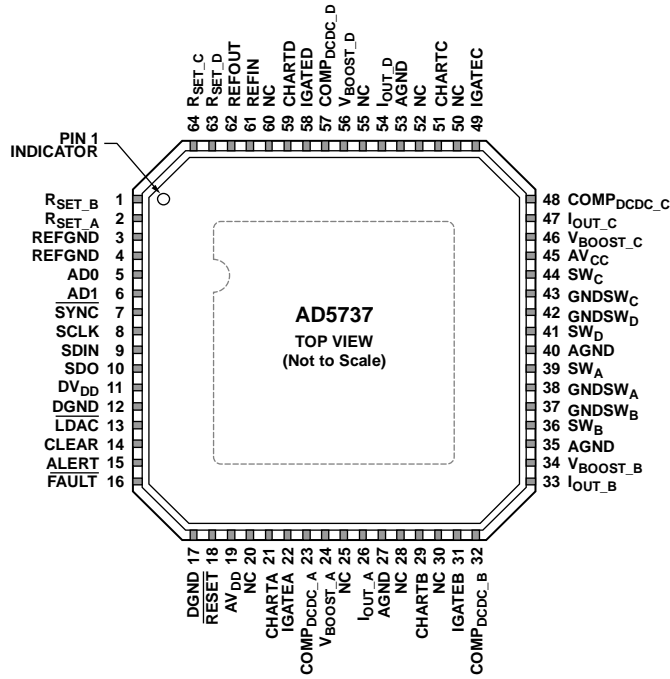 64 RSET_C
63 RSET_D
62 REFOUT
61 REFIN
60 NC
59 CHARTD
58 IGATED
57 COMPDCDC_D
56 VBOOST_D
55 NC
54 IOUT_D
53 AGND
52 NC
51 CHARTC
50 NC
49 IGATEC
PIN 1
INDICATOR
RSET_B 1
RSET_A 2
REFGND 3
REFGND 4
AD0 5
AD1 6
SYNC 7
SCLK 8
SDIN 9
SDO 10
DVDD 11
DGND 12
LDAC 13
CLEAR 14
ALERT 15
FAULT 16
AD5737
TOP VIEW
(Not to Scale)
48 COMPDCDC_C
47 IOUT_C
46 VBOOST_C
45 AVCC
44 SWC
43 GNDSWC
42 GNDSWD
41 SWD
40 AGND
39 SWA
38 GNDSWA
37 GNDSWB
36 SWB
35 AGND
34 VBOOST_B
33 IOUT_B
DGND 17
RESET 18
AVDD 19
NC 20
CHARTA 21
IGATEA 22
COMPDCDC_A 23
VBOOST_A 24
NC 25
IOUT_A 26
AGND 27
NC 28
CHARTB 29
NC 30
IGATEB 31
COMPDCDC_B 32